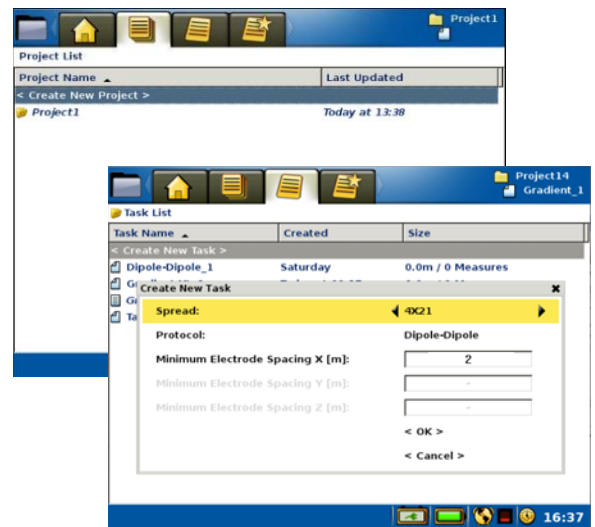 Project1
Project List
Project Name
Last Updated
< Create New Project >
Project1
Today at 13:38
Project14
Gradient_1
Task List
Task Name
Created
Size
< Create New Task >
Dipole-Dipole_1
Saturday
0.0m / 0 Measures
Create New Task
Spread:
4X21
Protocol:
Dipole-Dipole
Minimum Electrode Spacing X [m]:
2
Minimum Electrode Spacing Y [m]:
-
Minimum Electrode Spacing Z [m]:
-
< OK >
< Cancel >
16:37